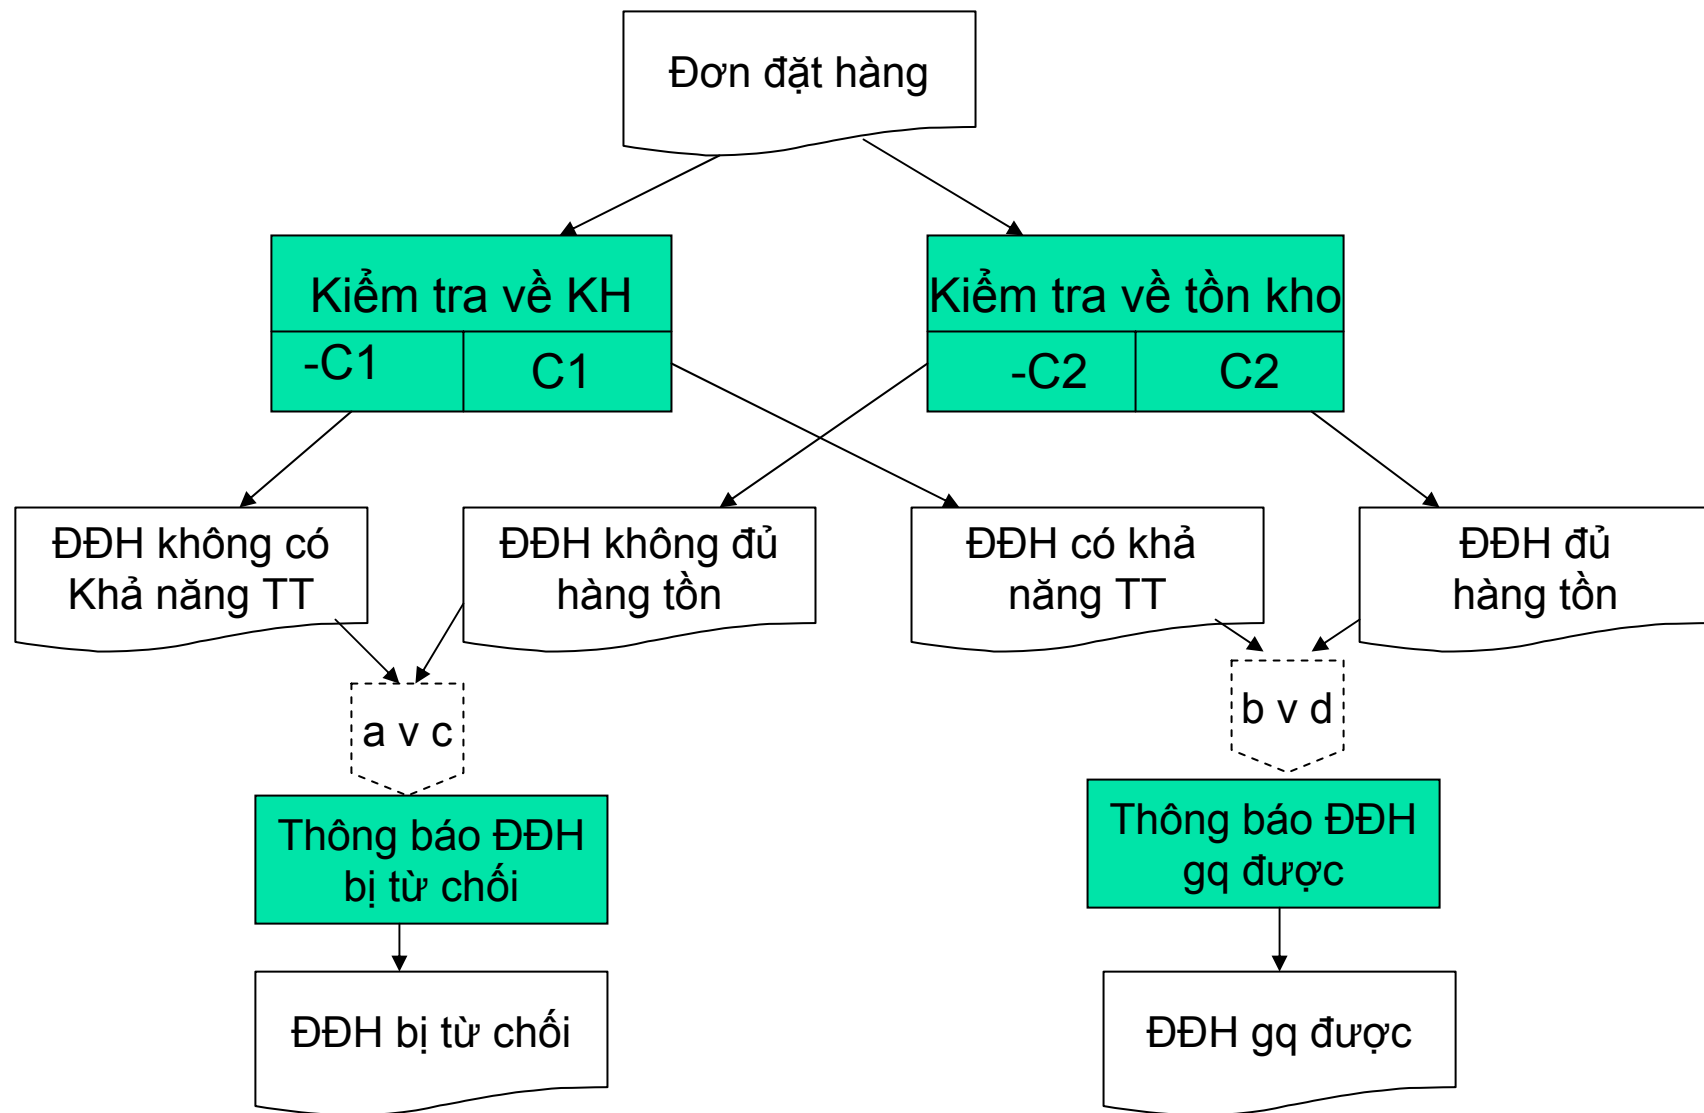 Đơn đặt hàng
Kiểm tra về KH
-C1
C1
Kiểm tra về tồn kho
-C2
C2
ĐĐH không có
Khả năng TT
ĐĐH không đủ
hàng tồn
ĐĐH có khả
năng TT
ĐĐH đủ
hàng tồn
a v c
b v d
Thông báo ĐĐH
bị từ chối
Thông báo ĐĐH
gq được
ĐĐH bị từ chối
ĐĐH gq được